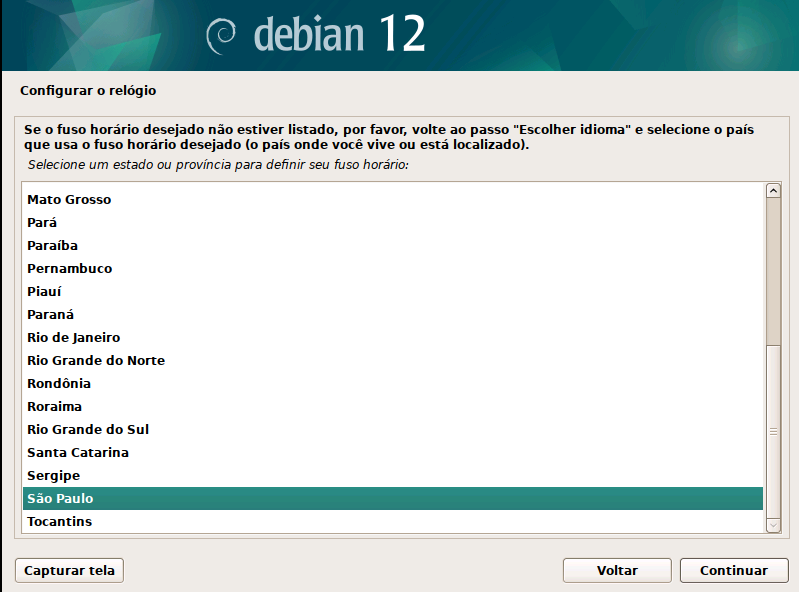 debian 12
Configurar o relógio
Se o fuso horário desejado não estiver listado, por favor, volte ao passo "Escolher idioma" e selecione o país
que usa o fuso horário desejado (o país onde você vive ou está localizado).
Selecione um estado ou província para definir seu fuso horário:
Mato Grosso
Pará
Paraíba
Pernambuco
Piauí
Paraná
Rio de Janeiro
Rio Grande do Norte
Rondônia
Roraima
Rio Grande do Sul
Santa Catarina
Sergipe
São Paulo
Tocantins
Capturar tela
Voltar
Continuar